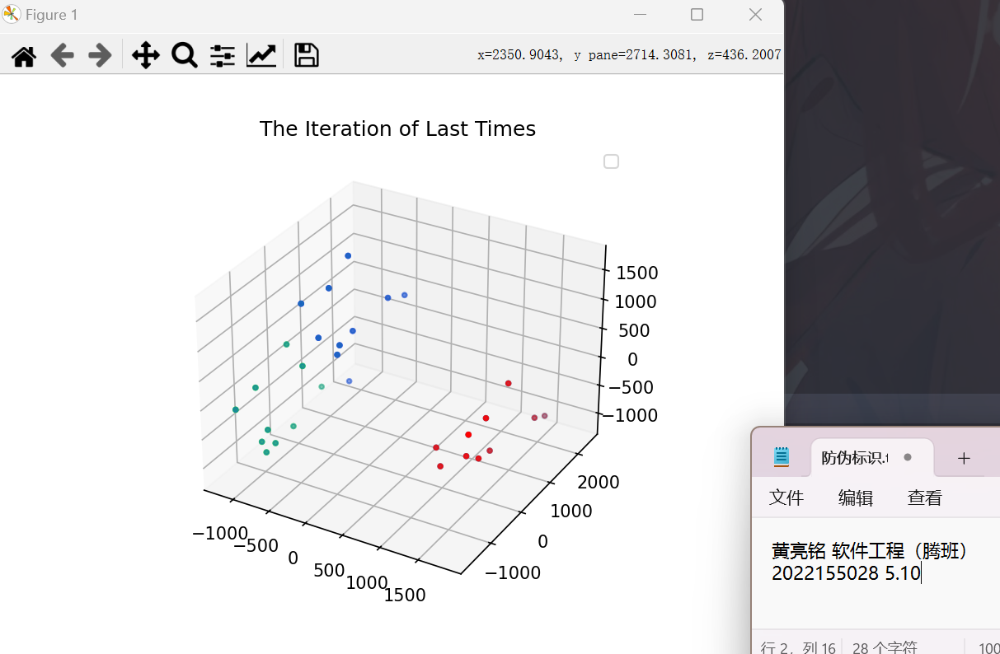 Figure 1
x=2350.9043, y pane=2714.3081, z=436.2007
The Iteration of Last Times
1500
1000
500
0
−500
−1000
2000
1000
0
−1000
−1000
−500
0
500
1000
1500
防伪标识.t
文件 编辑 查看
黄亮铭 软件工程（腾班）
2022155028 5.10
行 2，列 16 28 个字符 100